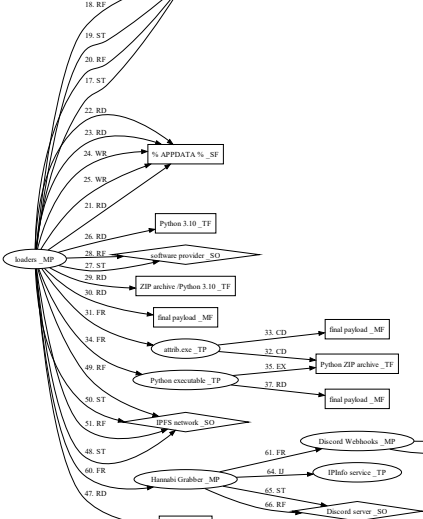 18. RF
19. ST
20. RF
17. ST
22. RD
23. RD
24. WR
% APPDATA % _SF
25. WR
21. RD
Python 3.10 _TF
26. RD
28. RF
software provider _SO
loaders _MP
27. ST
29. RD
ZIP archive /Python 3.10 _TF
30. RD
31. FR
final payload _MF
34. FR
attrib.exe _TP
33. CD
final payload _MF
32. CD
Python ZIP archive _TF
49. RF
Python executable _TP
35. EX
37. RD
final payload _MF
50. ST
51. RF
IPFS network _SO
48. ST
61. FR
Discord Webhooks _MP
60. FR
Hannabi Grabber _MP
64. IJ
IPInfo service _TP
47. RD
65. ST
66. RF
Discord server _SO